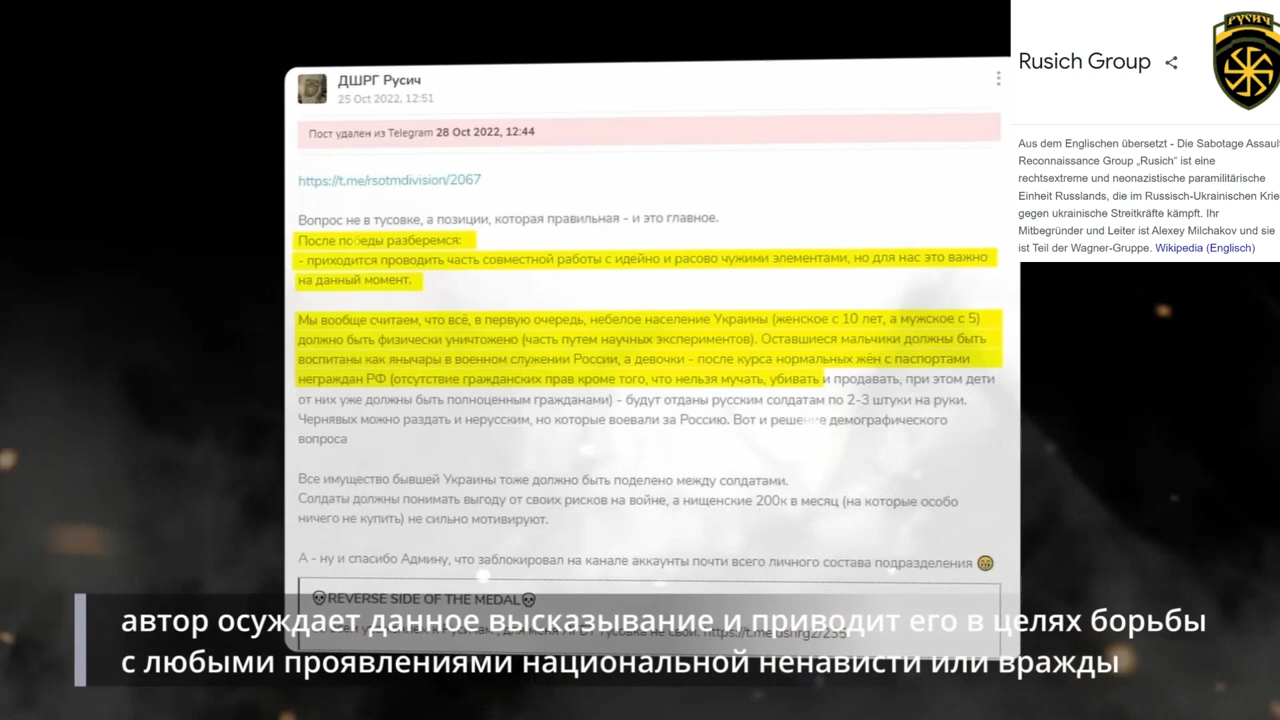 ДШРГ Русич
25 Oct 2022, 12:51
Пост удален из Telegram 28 Oct 2022, 12:44
https://t.me/rsotmdivision/2067
Вопрос не в тусовке, а позиции, которая правильная - и это главное.
После победы разберемся:
- приходится проводить часть совместной работы с идейно и расово чужими элементами, но для нас это важно
на данный момент.
Мы вообще считаем, что всё, в первую очередь, небелое население Украины (женское с 10 лет, а мужское с 5)
должно быть физически уничтожено (часть путем научных экспериментов). Оставшиеся мальчики должны быть
воспитаны как янычары в военном служении России, а девочки - после курса нормальных жён с паспортами
неграждан РФ (отсутствие гражданских прав кроме того, что нельзя мучать, убивать и продавать, при этом дети
от них уже должны быть полноценным гражданами) - будут отданы русским солдатам по 2-3 штуки на руки.
Чернявых можно раздать и нерусским, но которые воевали за Россию. Вот и решение демографического
вопроса
Все имущество бывшей Украины тоже должно быть поделено между солдатами.
Солдаты должны понимать выгоду от своих рисков на войне, а нищенские 200к в месяц (на которые особо
ничего не купить) не сильно мотивируют.
А - ну и спасибо Админу, что заблокировал на канале аккаунты почти всего личного состава подразделения
REVERSE SIDE OF THE MEDAL
автор осуждает данное высказывание и приводит его в целях борьбы
с любыми проявлениями национальной ненависти или вражды
Rusich Group
РУСИЧ
Aus dem Englischen übersetzt - Die Sabotage Assaul
Reconnaissance Group „Rusich“ ist eine
rechtsextreme und neonazistische paramilitärische
Einheit Russlands, die im Russisch-Ukrainischen Krie
gegen ukrainische Streitkräfte kämpft. Ihr
Mitbegründer und Leiter ist Alexey Milchakov und sie
ist Teil der Wagner-Gruppe. Wikipedia (Englisch)